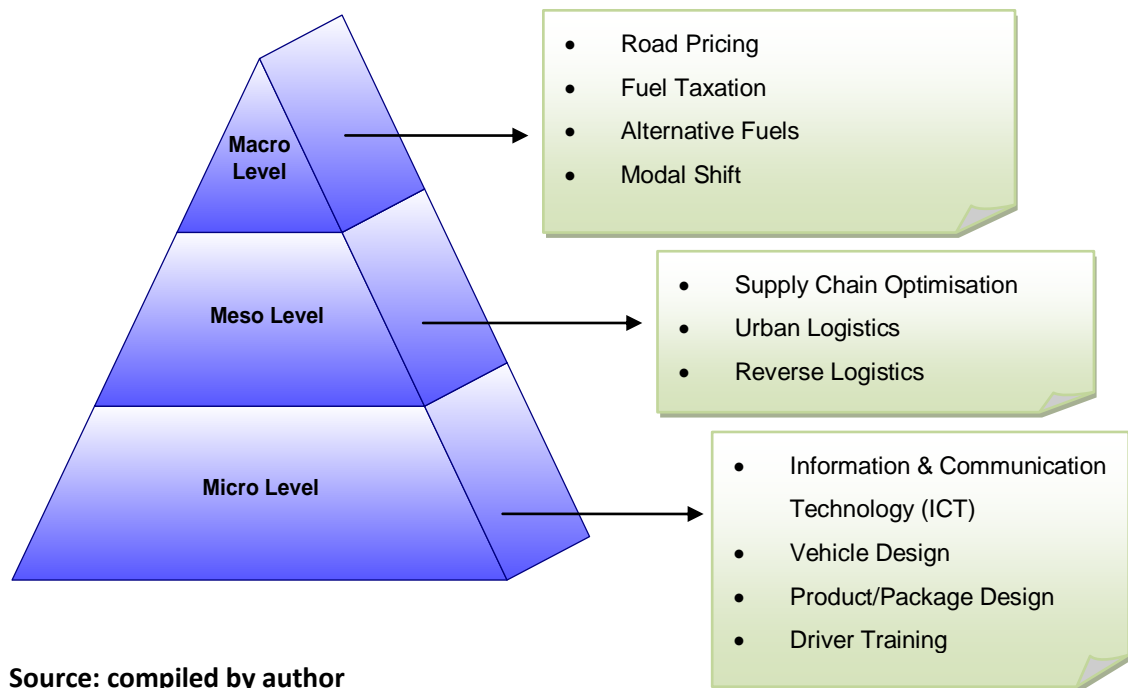 Macro
Level
• Road Pricing
• Fuel Taxation
• Alternative Fuels
• Modal Shift
Meso Level
• Supply Chain Optimisation
• Urban Logistics
• Reverse Logistics
Micro Level
• Information & Communication
Technology (ICT)
• Vehicle Design
• Product/Package Design
• Driver Training
Source: compiled by author